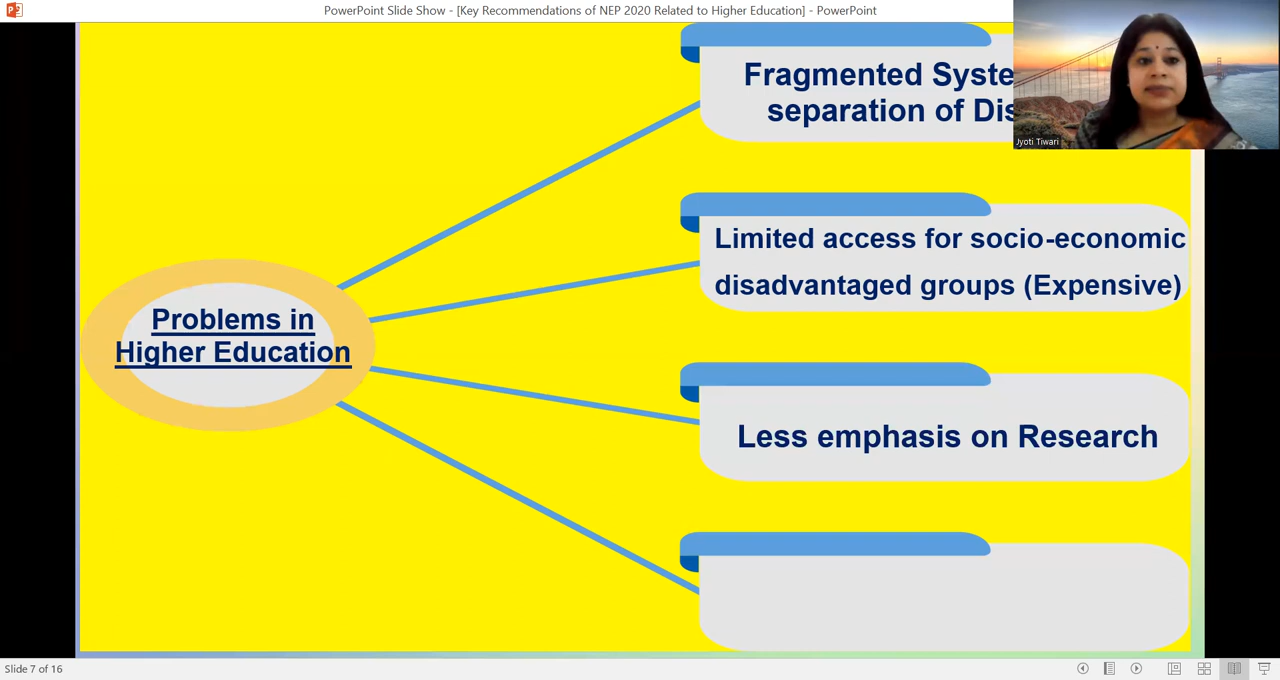 PowerPoint Slide Show - [Key Recommendations of NEP 2020 Related to Higher Education] - PowerPoint
Fragmented
separation of
Jyoti Tiwari
Limited access for socio-economic
disadvantaged groups (Expensive)
Problems in
Higher Education
Less emphasis on Research
Slide 7 of 16